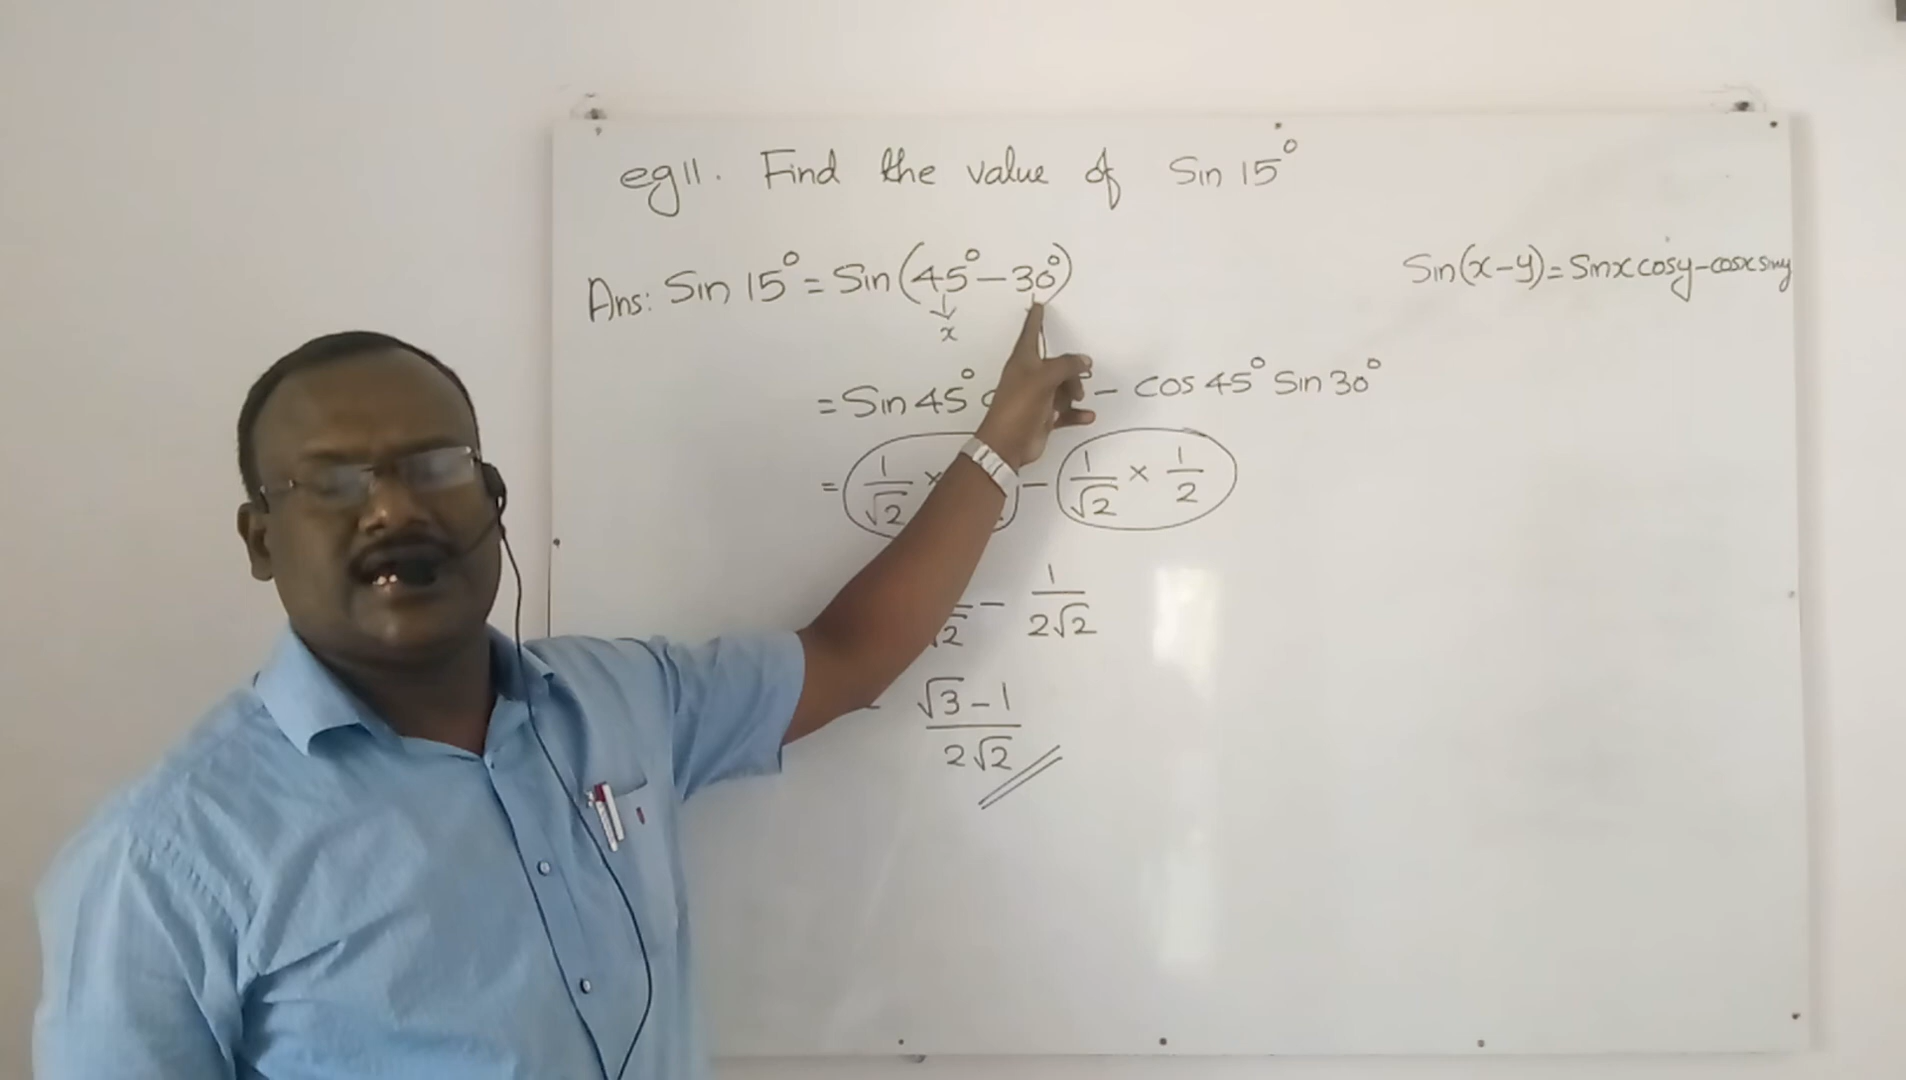 eg11. Find the value of Sin 15°
Ans: Sin 15° = Sin(45° − 30°)
Sin(x−y) = Sinx cosy − cosx siny
x
= Sin 45° − cos 45° Sin 30°
= 1/√2 × − 1/√2 × 1/2
√2 − 1/2√2
√3 − 1/2√2